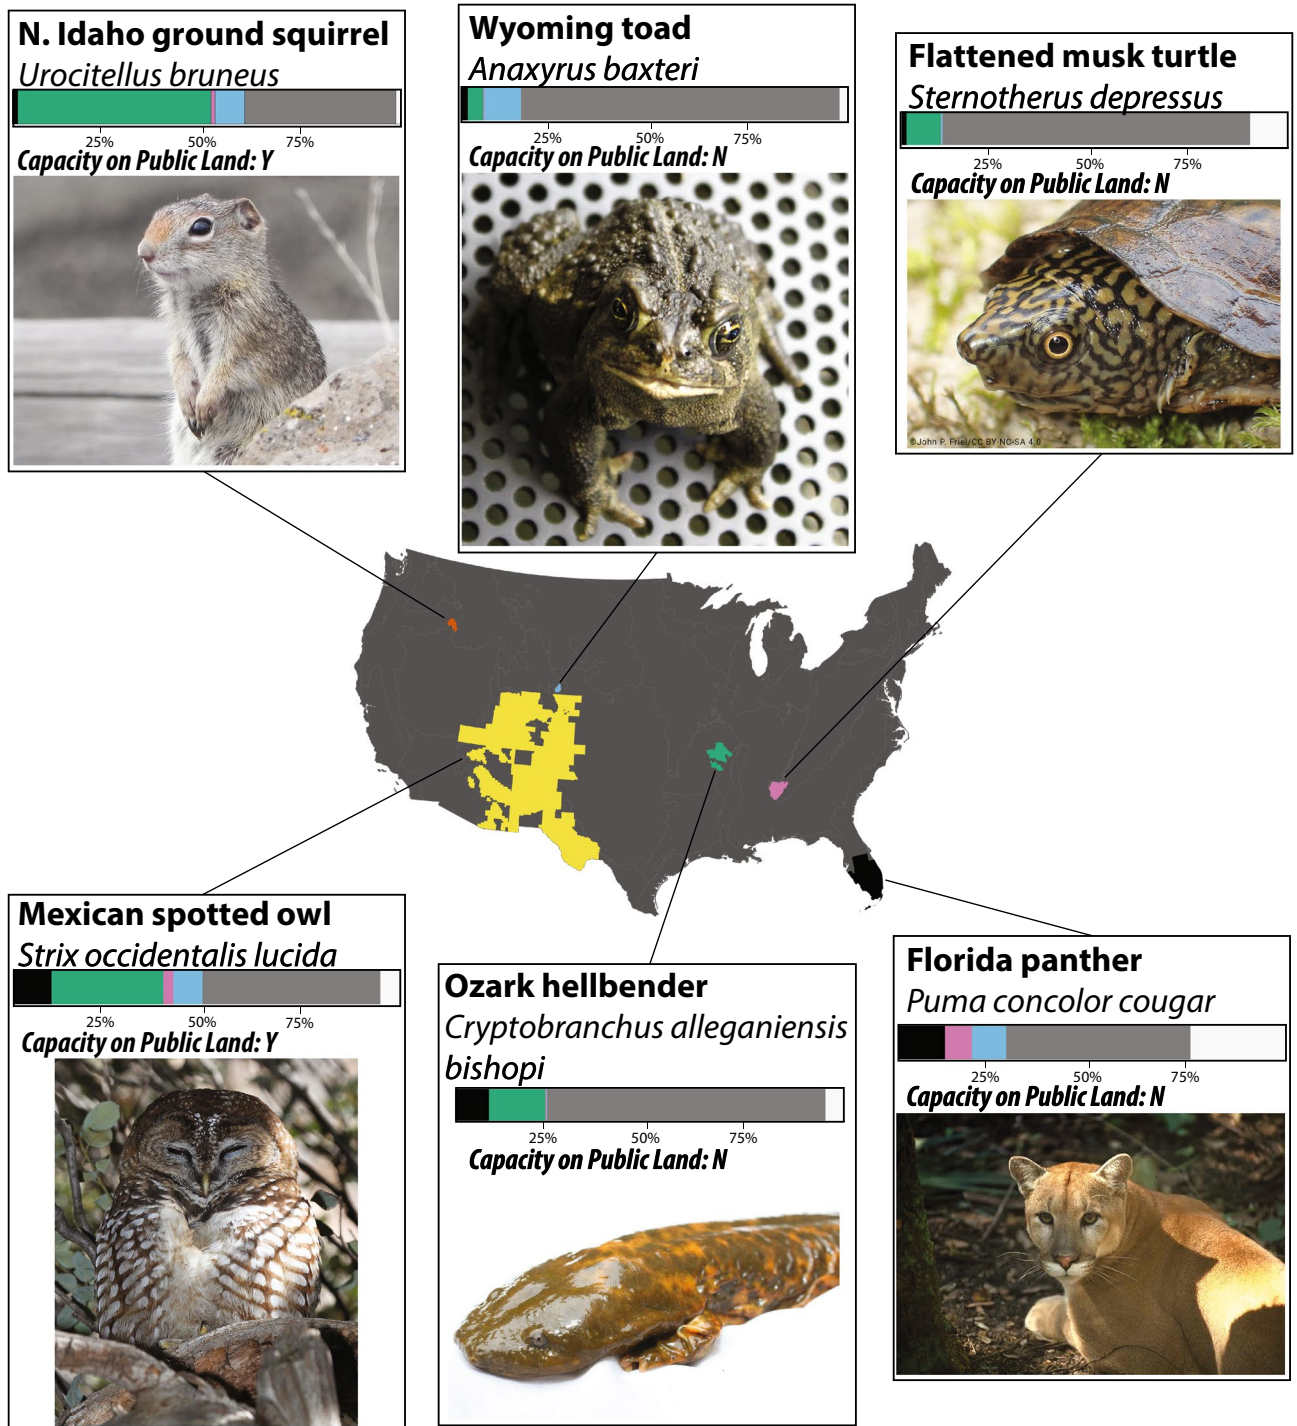 N. Idaho ground squirrel
Urocitellus bruneus
25% 50% 75%
Capacity on Public Land: Y
Wyoming toad
Anaxyrus baxteri
25% 50% 75%
Capacity on Public Land: N
Flattened musk turtle
Sternotherus depressus
25% 50% 75%
Capacity on Public Land: N
©John P. Friel/CC BY-NC-SA 4.0
Mexican spotted owl
Strix occidentalis lucida
25% 50% 75%
Capacity on Public Land: Y
Ozark hellbender
Cryptobranchus alleganiensis
bishopi
25% 50% 75%
Capacity on Public Land: N
Florida panther
Puma concolor cougar
25% 50% 75%
Capacity on Public Land: N